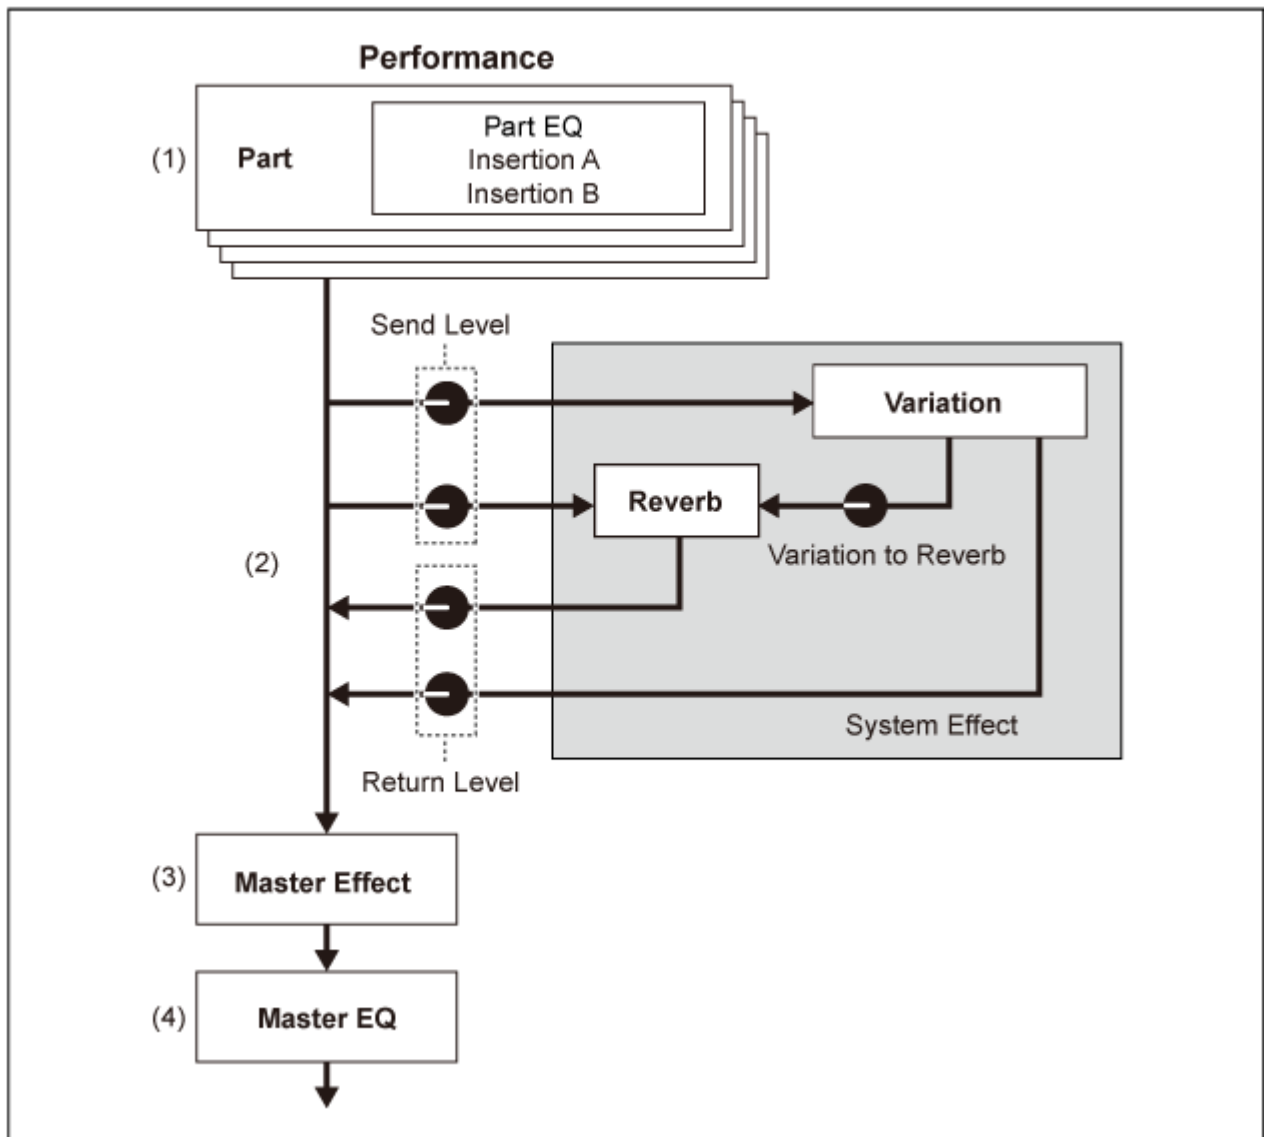 Performance
(1)
Part
Part EQ
Insertion A
Insertion B
Send Level
Variation
Reverb
Variation to Reverb
(2)
System Effect
Return Level
(3)
Master Effect
(4)
Master EQ